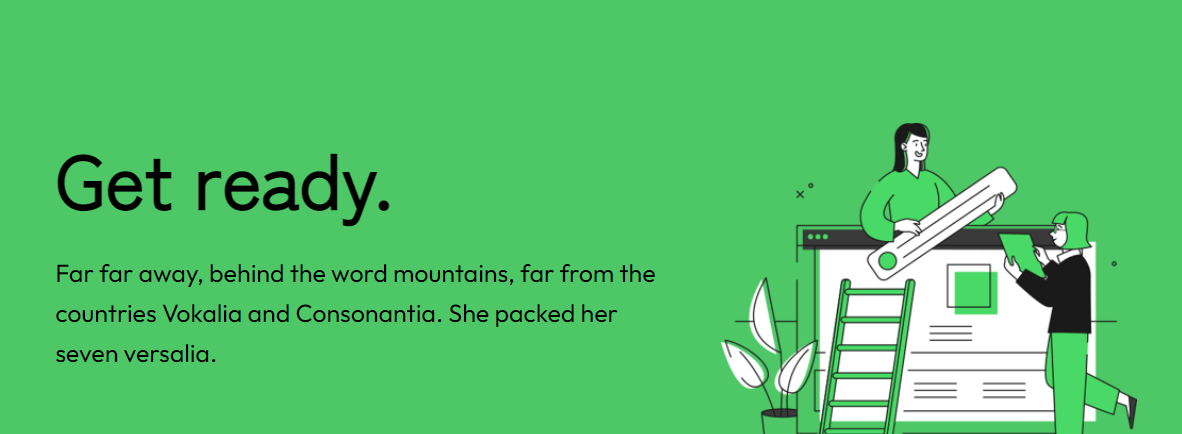 Get ready.
Far far away, behind the word mountains, far from the
countries Vokalia and Consonantia. She packed her
seven versalia.